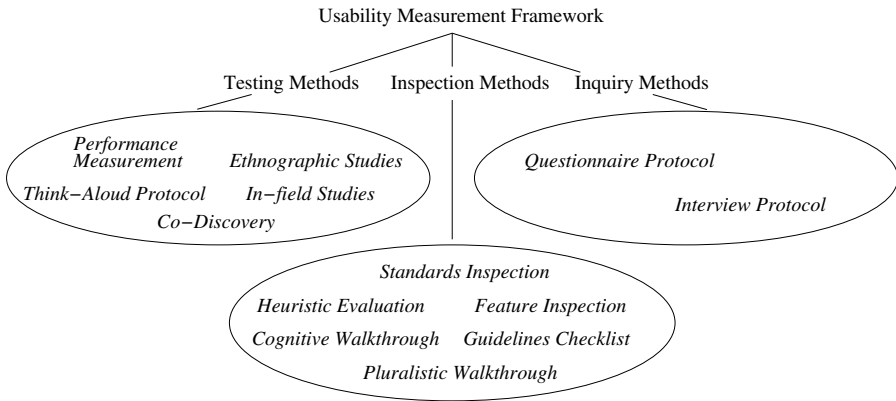 Usability Measurement Framework
Testing Methods
Inspection Methods
Inquiry Methods
Performance
Measurement
Ethnographic Studies
Think−Aloud Protocol
In−field Studies
Co−Discovery
Questionnaire Protocol
Interview Protocol
Standards Inspection
Heuristic Evaluation
Feature Inspection
Cognitive Walkthrough
Guidelines Checklist
Pluralistic Walkthrough